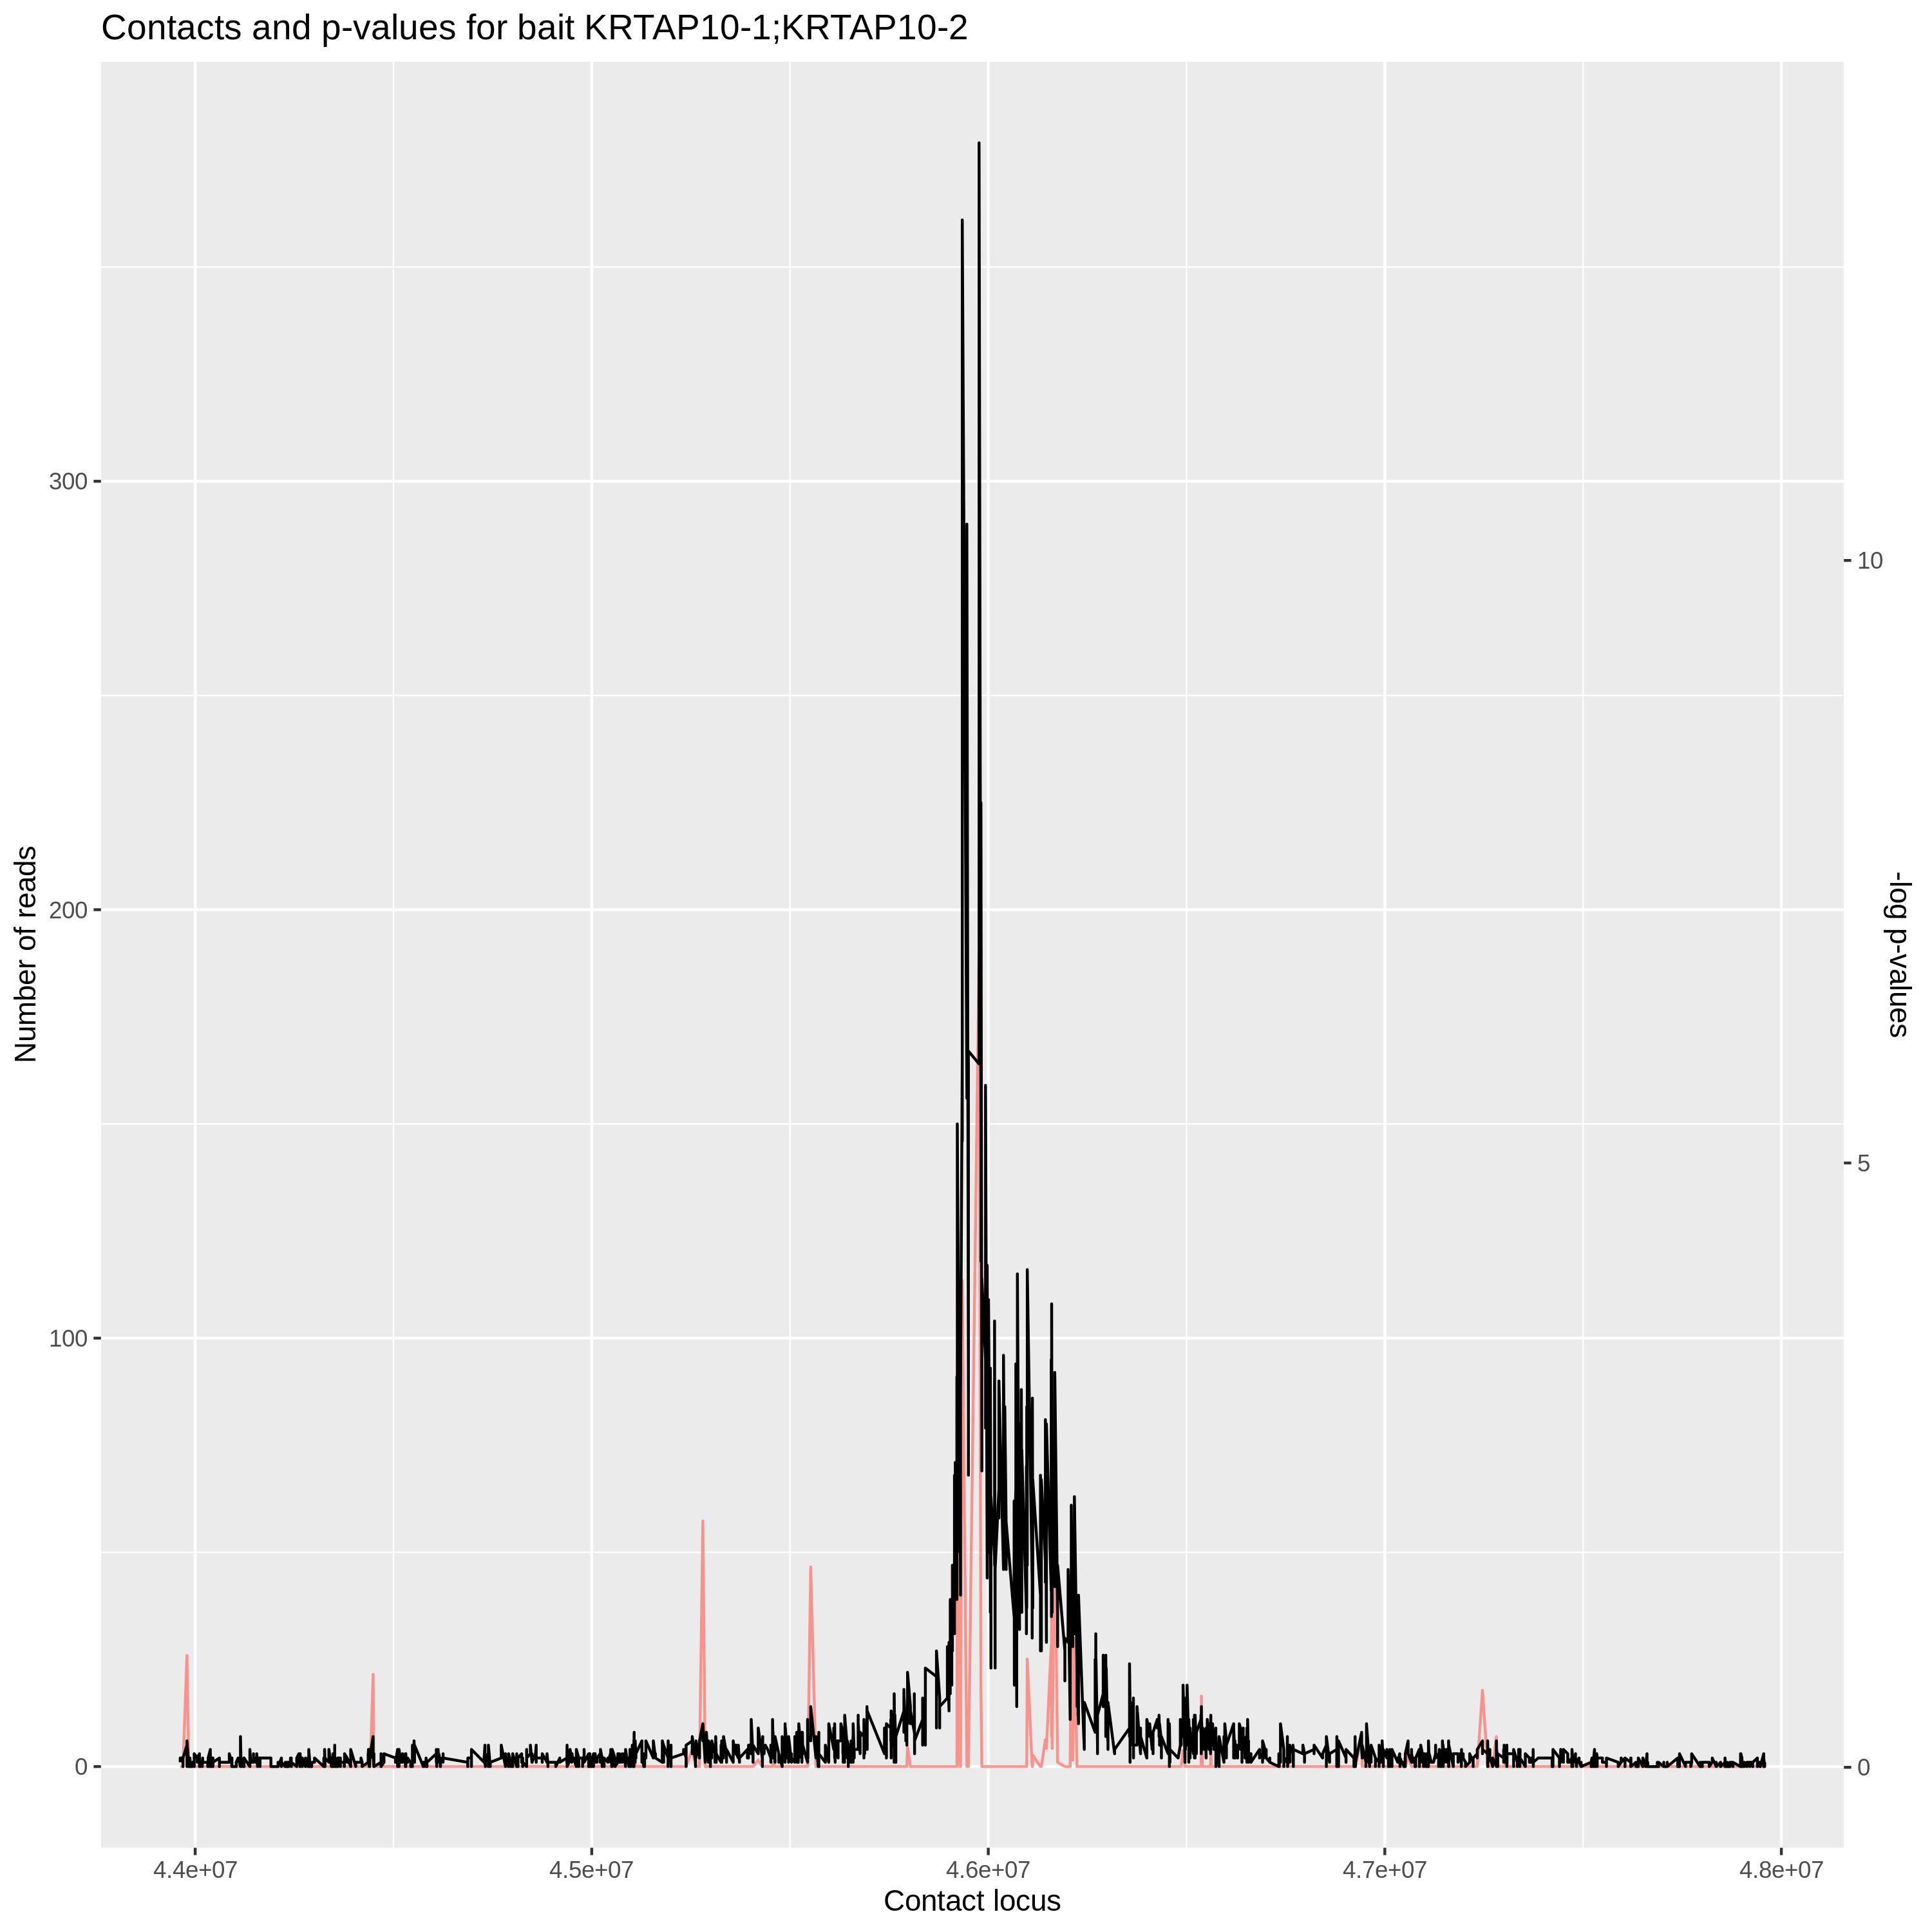 Contacts and p-values for bait KRTAP10-1;KRTAP10-2
300
200
100
0
Number of reads
10
5
0
-log p-values
4.4e+07
4.5e+07
4.6e+07
4.7e+07
4.8e+07
Contact locus